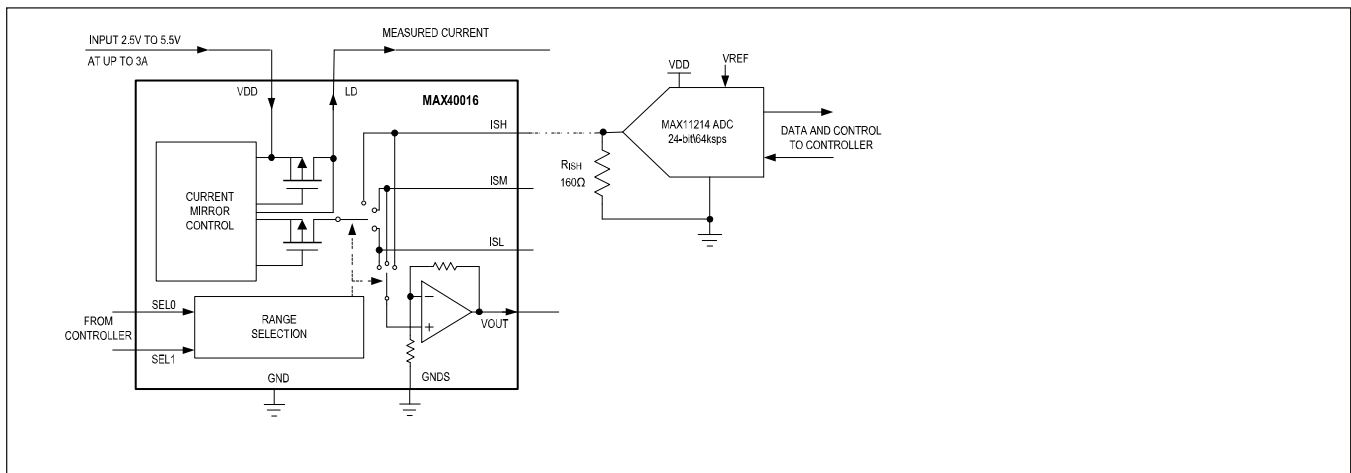 INPUT 2.5V TO 5.5V
AT UP TO 3A
MEASURED CURRENT
VDD
LD
MAX40016
ISH
ISM
ISL
CURRENT
MIRROR
CONTROL
SEL0
FROM
CONTROLLER
SEL1
RANGE
SELECTION
−
+
VOUT
GND
GNDS
VDD
VREF
MAX11214 ADC
24-bit\64ksps
DATA AND CONTROL
TO CONTROLLER
RISH
160Ω